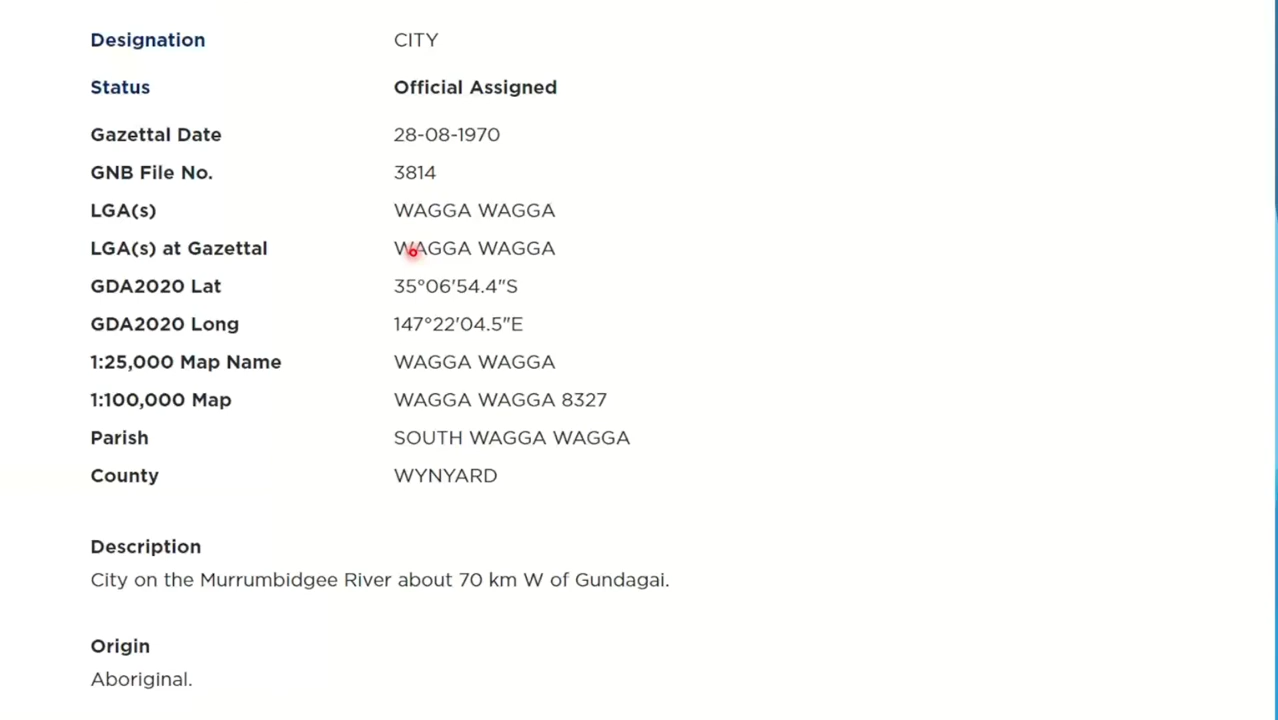 Designation CITY
Status Official Assigned
Gazettal Date 28-08-1970
GNB File No. 3814
LGA(s) WAGGA WAGGA
LGA(s) at Gazettal WAGGA WAGGA
GDA2020 Lat 35°06'54.4"S
GDA2020 Long 147°22'04.5"E
1:25,000 Map Name WAGGA WAGGA
1:100,000 Map WAGGA WAGGA 8327
Parish SOUTH WAGGA WAGGA
County WYNYARD
Description
City on the Murrumbidgee River about 70 km W of Gundagai.
Origin
Aboriginal.